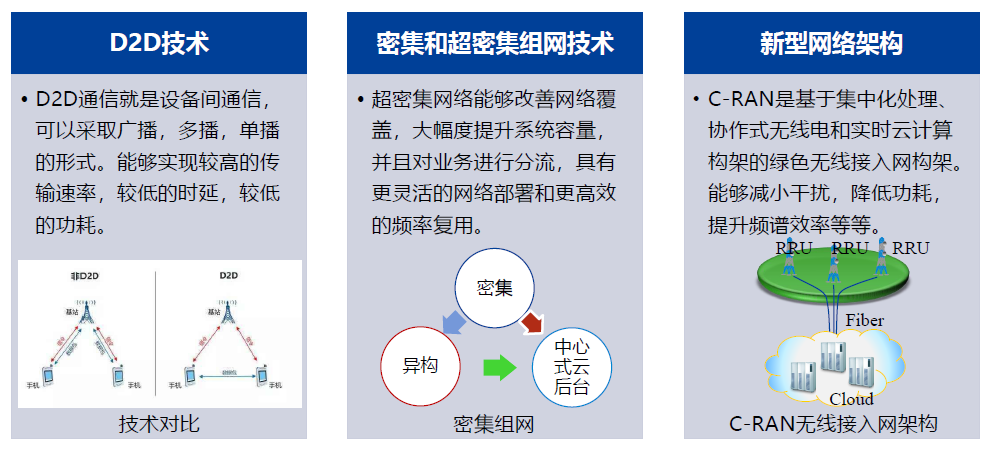 D2D技术
• D2D通信就是设备间通信，
可以采取广播，多播，单播
的形式。能够实现较高的传
输速率，较低的时延，较低
的功耗。
非D2D
D2D
基站
基站
手机
手机
手机
手机
技术对比
密集和超密集组网技术
• 超密集网络能够改善网络覆
盖，大幅度提升系统容量，
并且对业务进行分流，具有
更灵活的网络部署和更高效
的频率复用。
密集
异构
中心
式云
后台
密集组网
新型网络架构
• C-RAN是基于集中化处理、
协作式无线电和实时云计算
构架的绿色无线接入网构架。
能够减小干扰，降低功耗，
提升频谱效率等等。
RRU
RRU
RRU
Fiber
Cloud
C-RAN无线接入网架构